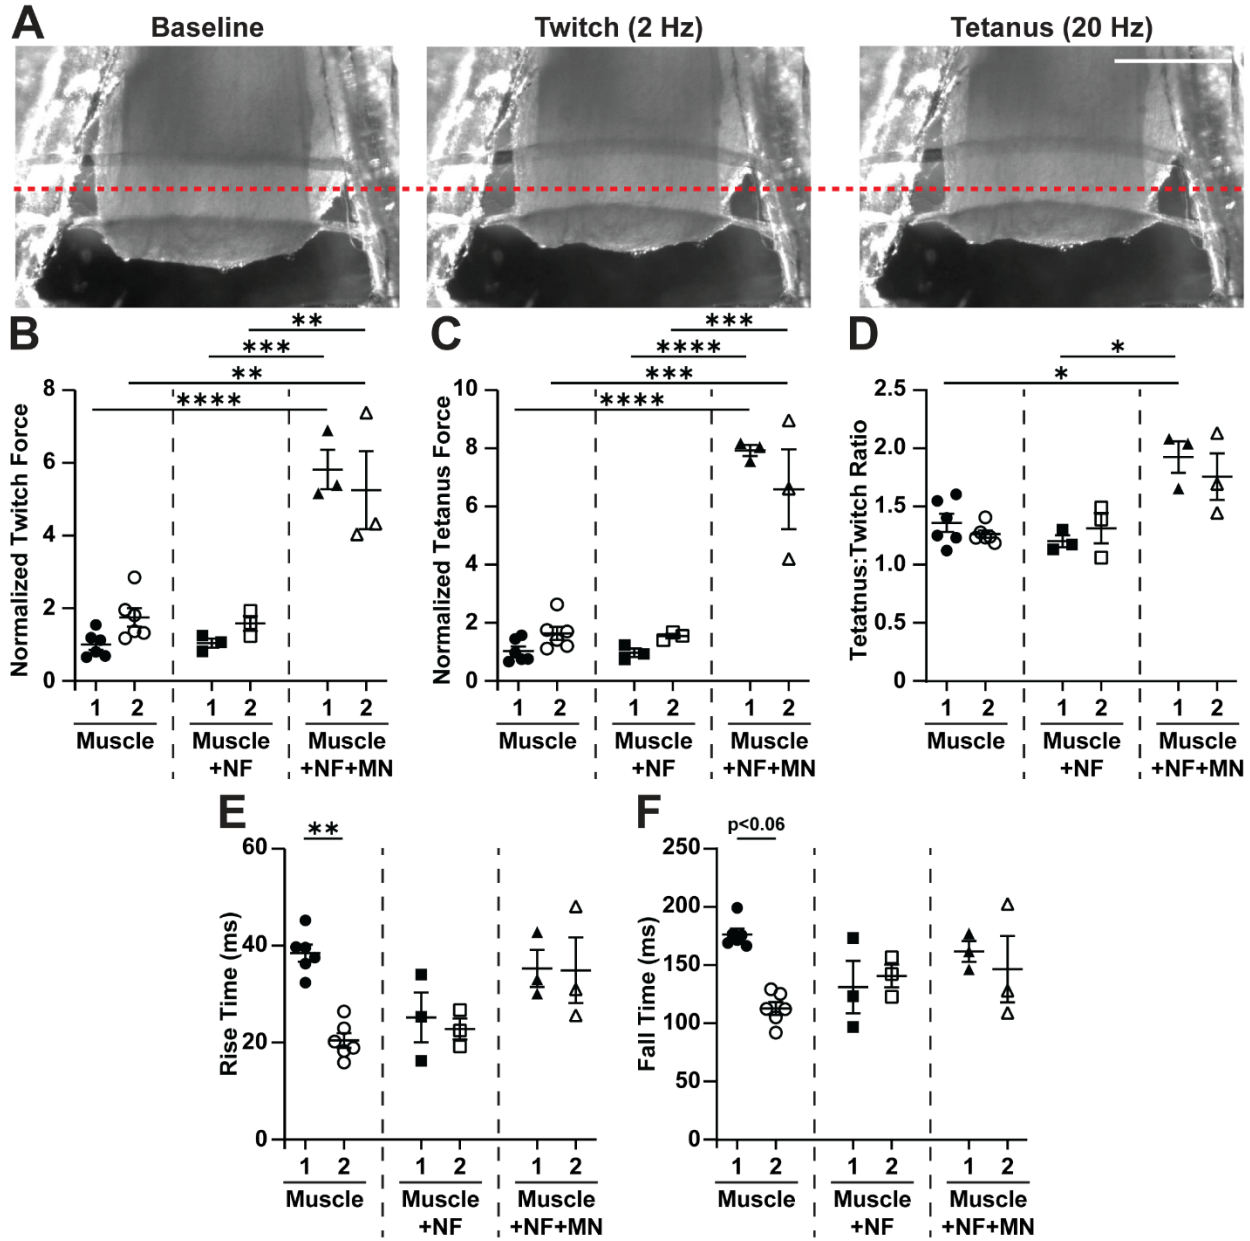 A
Baseline
Twitch (2 Hz)
Tetanus (20 Hz)
B
Normalized Twitch Force
8
6
4
2
0
**
***
**
****
1 2 1 2 1 2
Muscle Muscle Muscle
+NF +NF+MN
C
Normalized Tetanus Force
10
8
6
4
2
0
***
****
***
****
1 2 1 2 1 2
Muscle Muscle Muscle
+NF +NF+MN
D
Tetatnus:Twitch Ratio
2.5
2.0
1.5
1.0
0.5
0
*
*
1 2 1 2 1 2
Muscle Muscle Muscle
+NF +NF+MN
E
Rise Time (ms)
60
40
20
0
**
1 2 1 2 1 2
Muscle Muscle Muscle
+NF +NF+MN
F
Fall Time (ms)
250
200
150
100
50
0
p<0.06
1 2 1 2 1 2
Muscle Muscle Muscle
+NF +NF+MN